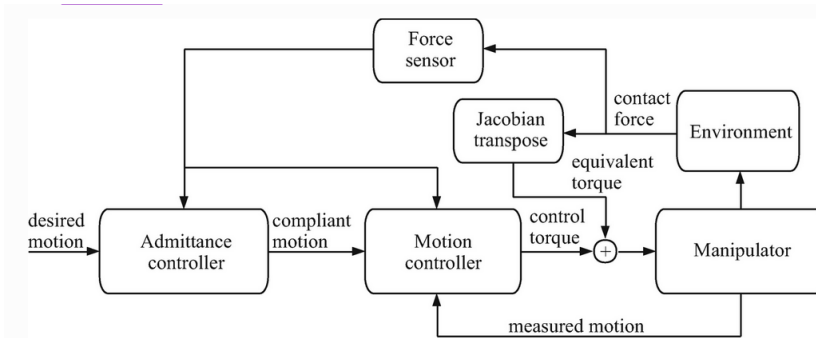 Force
sensor
contact
force
Environment
Jacobian
transpose
equivalent
torque
desired
motion
Admittance
controller
compliant
motion
Motion
controller
control
torque
+
Manipulator
measured motion